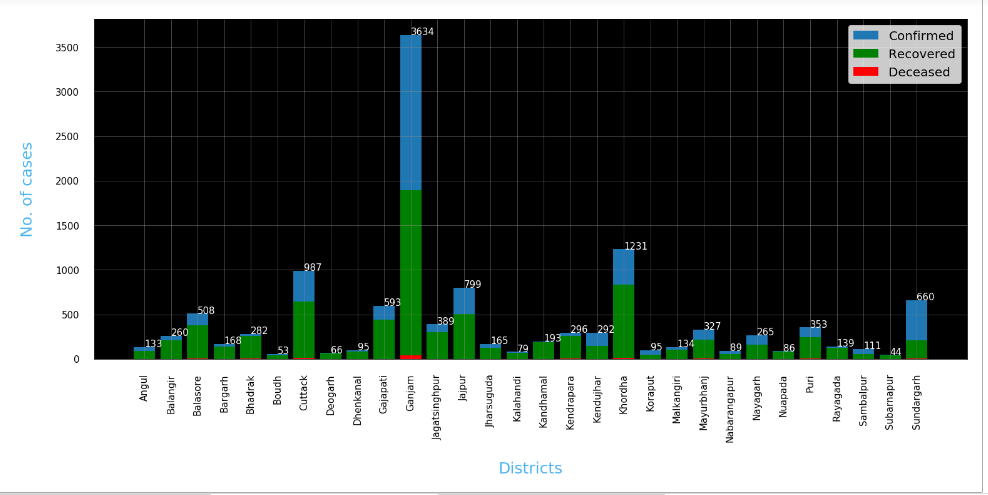 Confirmed
Recovered
Deceased
No. of cases
3500
3000
2500
2000
1500
1000
500
0
133
260
508
168
282
53
987
66
95
593
3634
389
799
165
79
193
296
292
1231
95
134
327
89
265
86
353
139
111
44
660
Angul
Balangir
Balasore
Bargarh
Bhadrak
Boudh
Cuttack
Deogarh
Dhenkanal
Gajapati
Ganjam
Jagatsinghpur
Jajpur
Jharsuguda
Kalahandi
Kandhamal
Kendrapara
Kendujhar
Khordha
Koraput
Malkangiri
Mayurbhanj
Nabarangapur
Nayagarh
Nuapada
Puri
Rayagada
Sambalpur
Subarnapur
Sundargarh
Districts